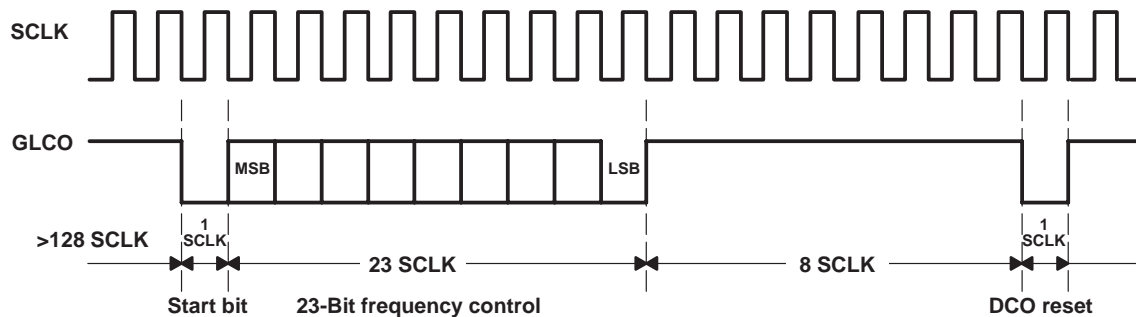 SCLK
GLCO
MSB
LSB
>128 SCLK
1
SCLK
23 SCLK
8 SCLK
1
SCLK
Start bit
23-Bit frequency control
DCO reset